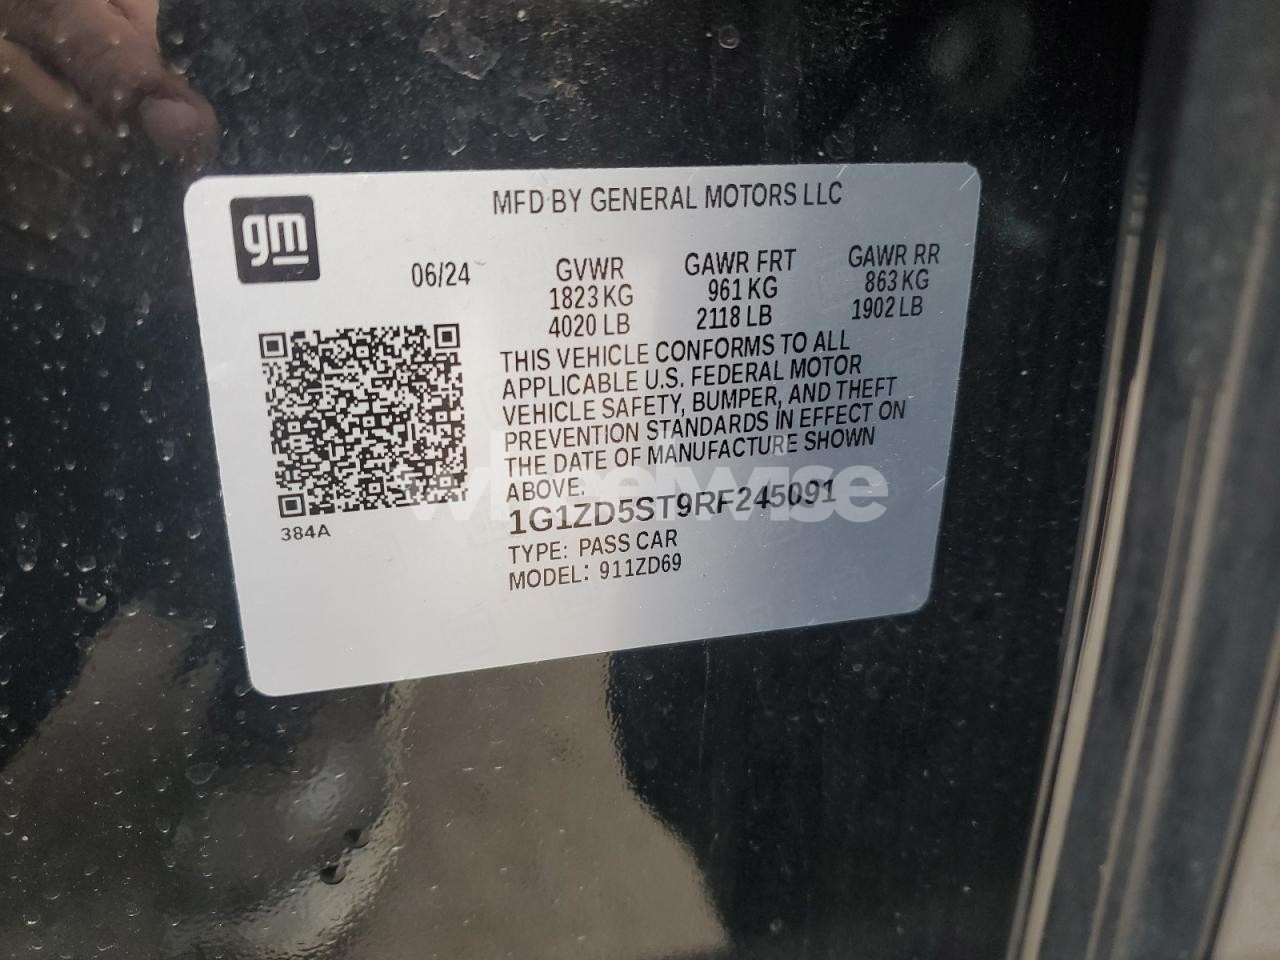 gm
MFD BY GENERAL MOTORS LLC
06/24
GVWR
1823 KG
4020 LB
GAWR FRT
961 KG
2118 LB
GAWR RR
863 KG
1902 LB
THIS VEHICLE CONFORMS TO ALL
APPLICABLE U.S. FEDERAL MOTOR
VEHICLE SAFETY, BUMPER, AND THEFT
PREVENTION STANDARDS IN EFFECT ON
THE DATE OF MANUFACTURE SHOWN
ABOVE.
1G1ZD5ST9RF245091
TYPE: PASS CAR
MODEL: 911ZD69
384A
wheelwise